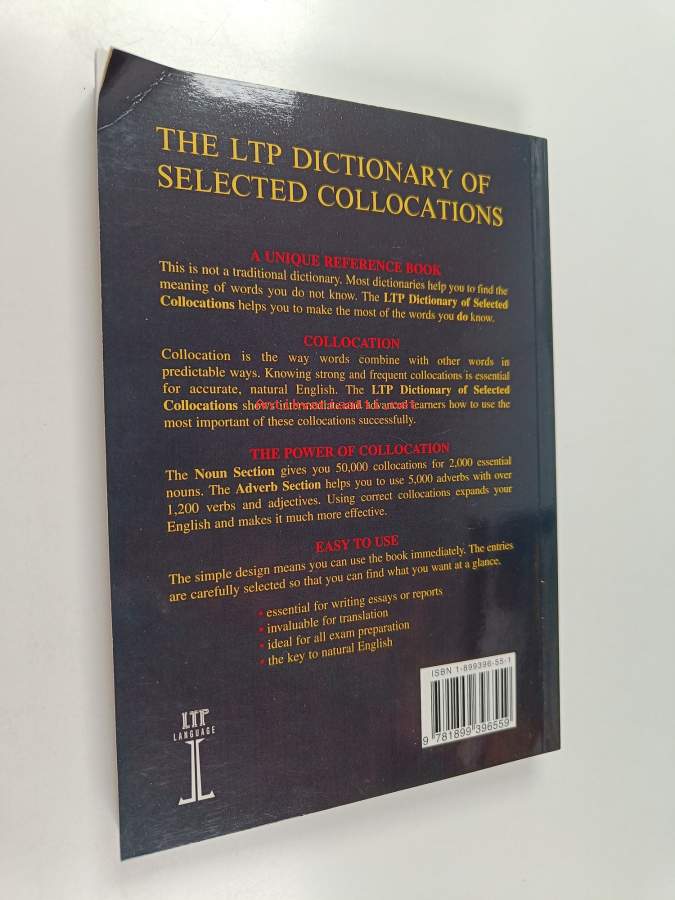 THE LTP DICTIONARY OF
SELECTED COLLOCATIONS
A UNIQUE REFERENCE BOOK
This is not a traditional dictionary. Most dictionaries help you to find the
meaning of words you do not know. The LTP Dictionary of Selected
Collocations helps you to make the most of the words you do know.
COLLOCATION
Collocation is the way words combine with other words in
predictable ways. Knowing strong and frequent collocations is essential
for accurate, natural English. The LTP Dictionary of Selected
Collocations shows intermediate and advanced learners how to use the
most important of these collocations successfully.
THE POWER OF COLLOCATION
The Noun Section gives you 50,000 collocations for 2,000 essential
nouns. The Adverb Section helps you to use 5,000 adverbs with over
1,200 verbs and adjectives. Using correct collocations expands your
English and makes it much more effective.
EASY TO USE
The simple design means you can use the book immediately. The entries
are carefully selected so that you can find what you want at a glance.
• essential for writing essays or reports
• invaluable for translation
• ideal for all exam preparation
• the key to natural English
ISBN 1-899396-55-1
9 781899 396559
LTP
LANGUAGE